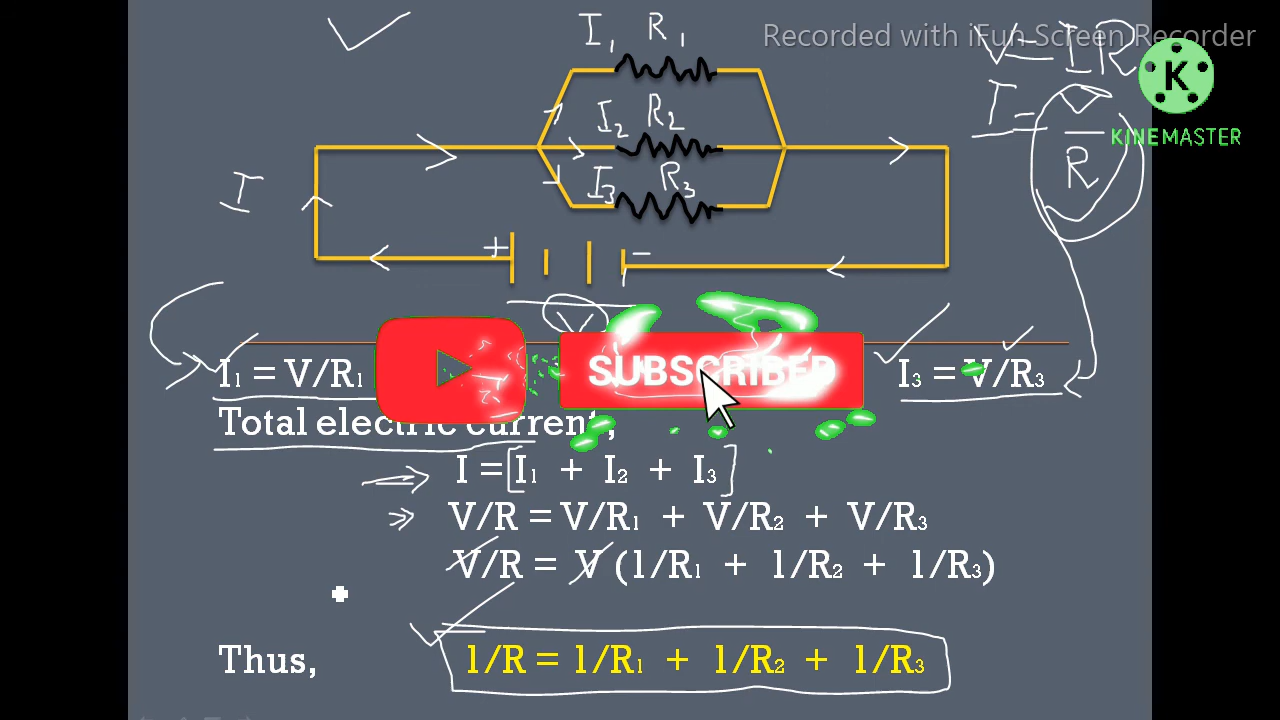 Recorded with iFun Screen Recorder
I₁ R₁
V=IR
I=V/R
KINEMASTER
I₂ R₂
I₃ R₃
I
+ −
V
I₁ = V/R₁ SUBSCRIBED I₃ = V/R₃
Total electric current,
I = [I₁ + I₂ + I₃]
V/R = V/R₁ + V/R₂ + V/R₃
V/R = V (1/R₁ + 1/R₂ + 1/R₃)
Thus, 1/R = 1/R₁ + 1/R₂ + 1/R₃